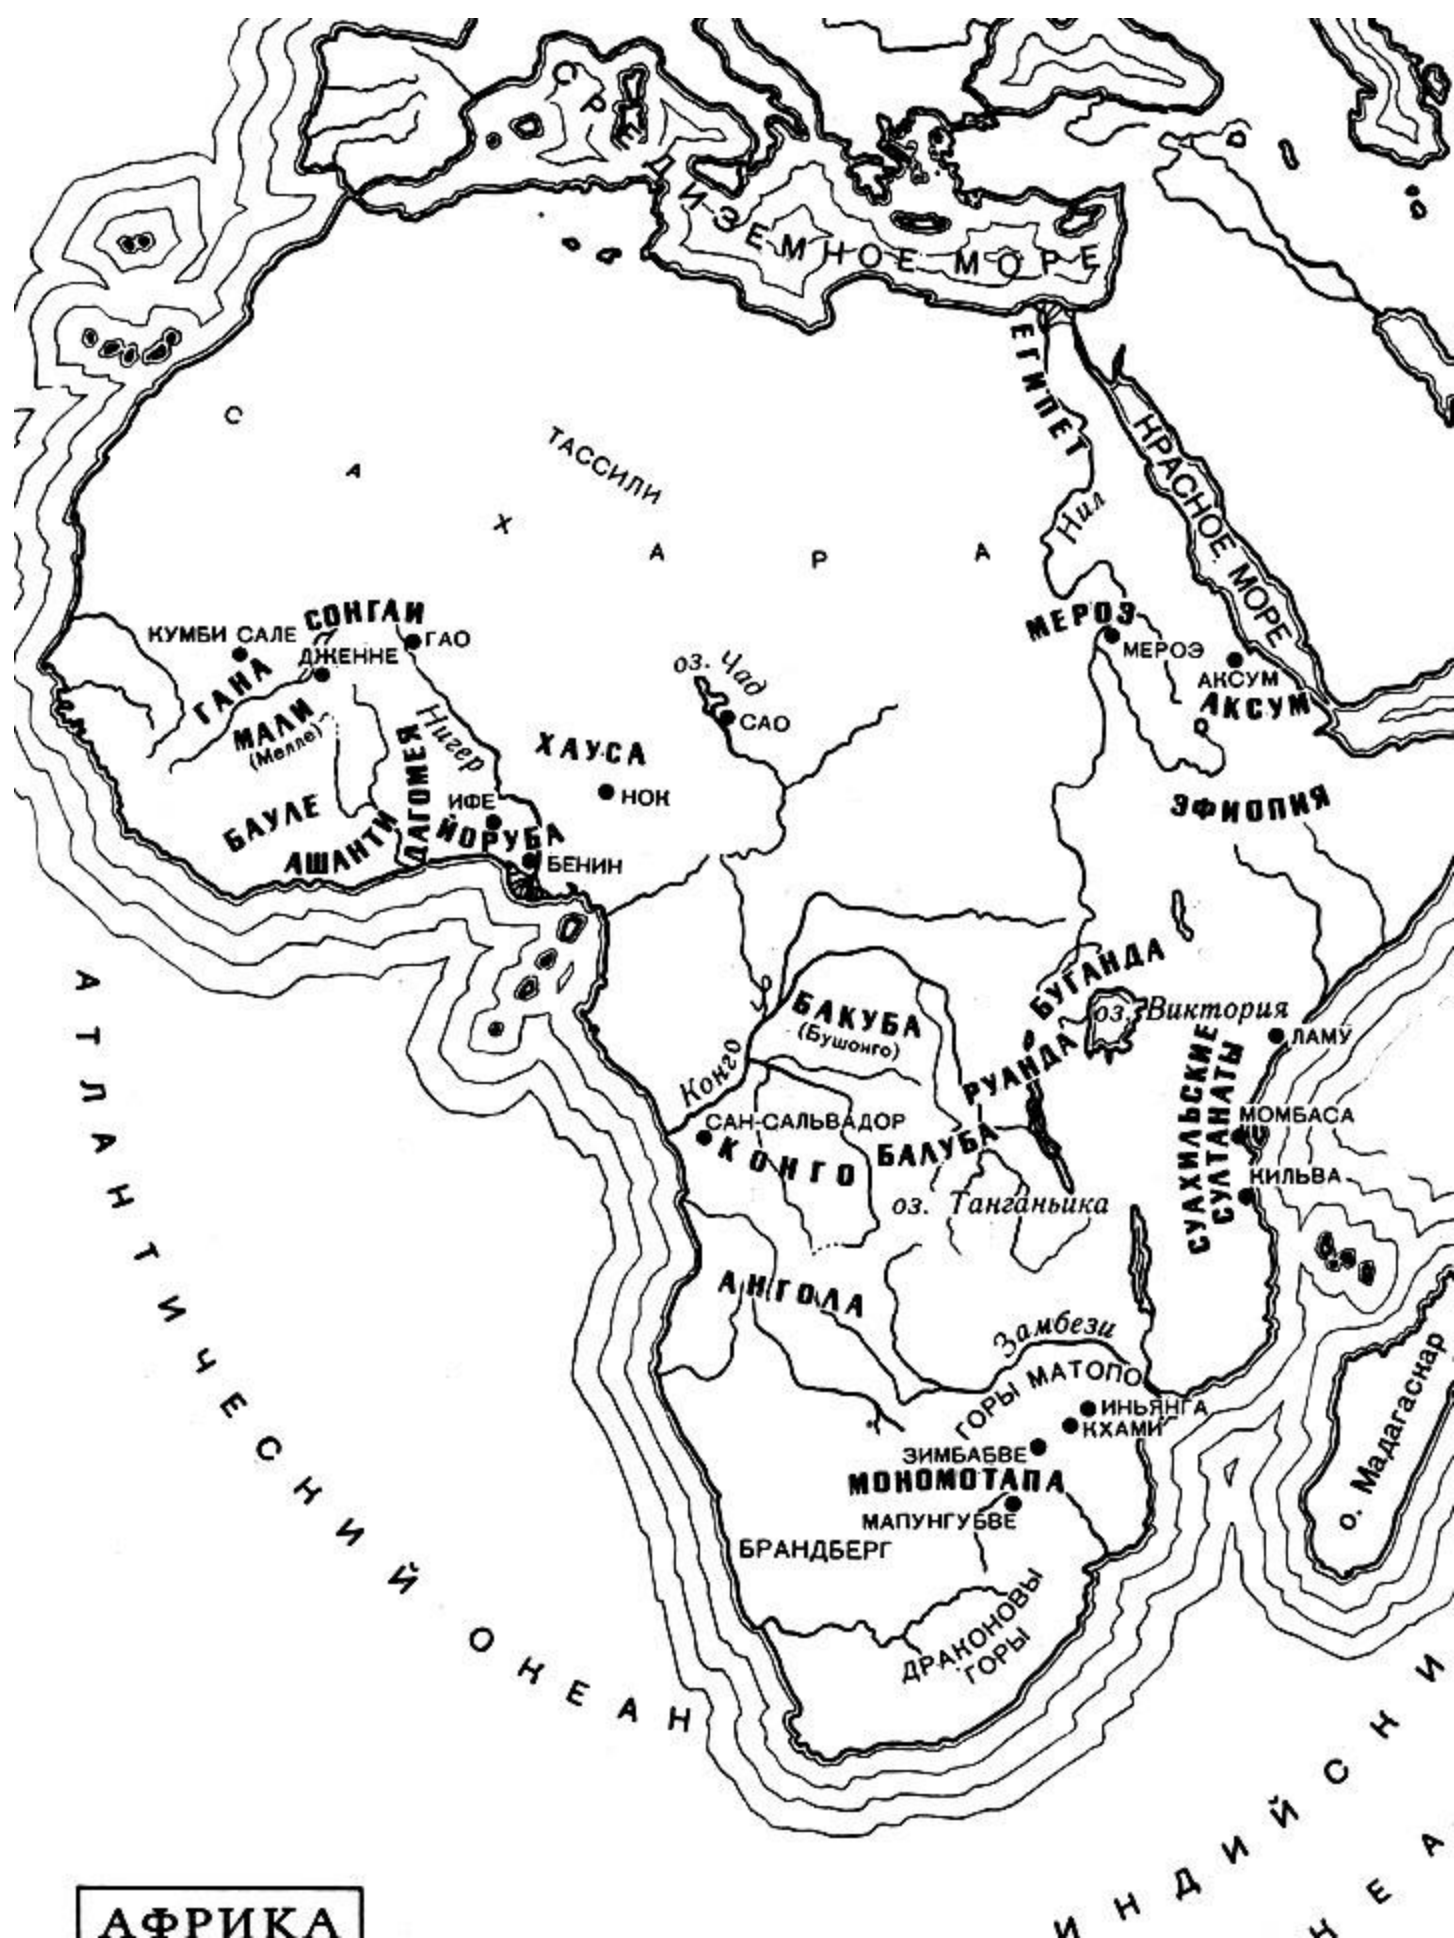 СРЕДИЗЕМНОЕ МОРЕ
ЕГИПЕТ
КРАСНОЕ МОРЕ
САХАРА
ТАССИЛИ
Нил
СОНГАИ
КУМБИ САЛЕ
ГАО
ДЖЕННЕ
ГАНА
МАЛИ
(Мелле)
Нигер
оз. Чад
САО
МЕРОЭ
МЕРОЭ
АКСУМ
АКСУМ
ХАУСА
НОК
ДАГОМЕЯ
ИФЕ
ЙОРУБА
БЕНИН
БАУЛЕ
АШАНТИ
ЭФИОПИЯ
БУГАНДА
оз. Виктория
БАКУБА
(Бушонго)
РУАНДА
ЛАМУ
СУАХИЛЬСКИЕ
СУЛТАНАТЫ
МОМБАСА
КИЛЬВА
Конго
САН-САЛЬВАДОР
КОНГО
БАЛУБА
оз. Танганьика
АНГОЛА
Замбези
ГОРЫ МАТОПО
ИНЬЯНГА
КХАМИ
ЗИМБАБВЕ
МОНОМОТАПА
МАПУНГУБВЕ
БРАНДБЕРГ
ДРАКОНОВЫ
ГОРЫ
о. Мадагаскар
АТЛАНТИЧЕСКИЙ ОКЕАН
ИНДИЙСКИ
НЕА
АФРИКА